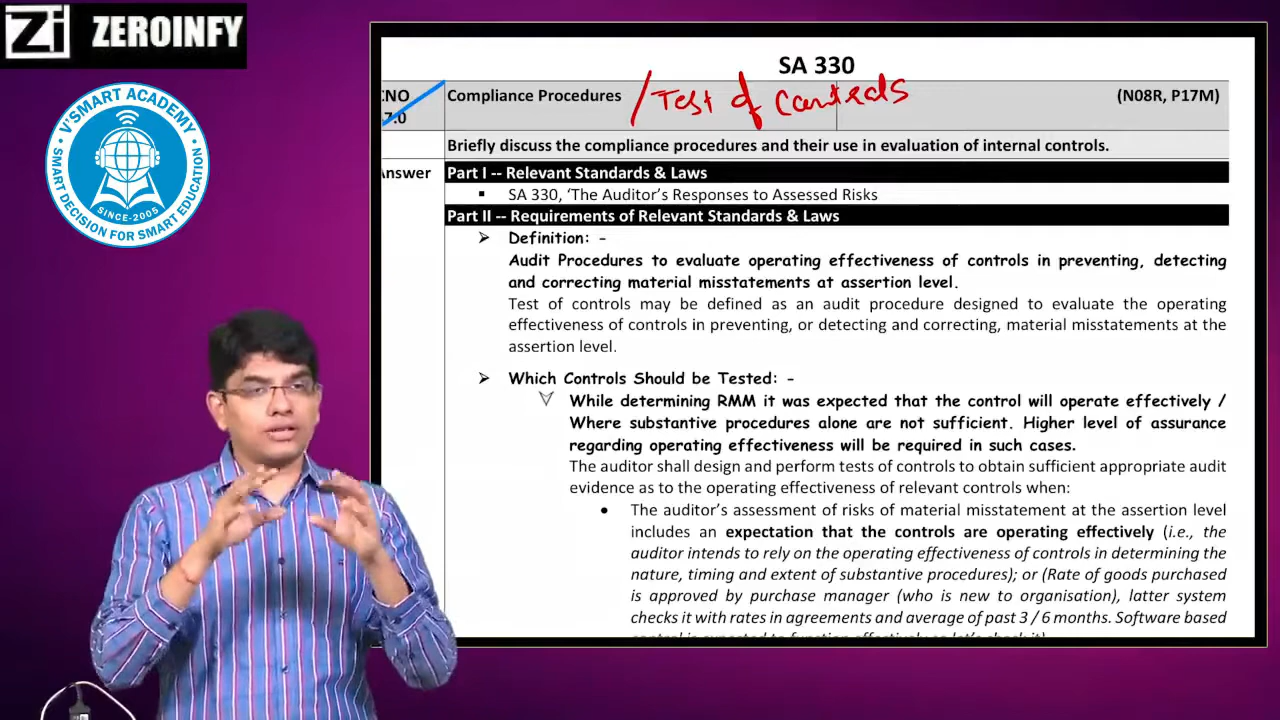 Zi ZEROINFY
V'SMART ACADEMY
SINCE-2005
SMART DECISION FOR SMART EDUCATION
SA 330
Compliance Procedures / Test of Controls (N08R, P17M)
Briefly discuss the compliance procedures and their use in evaluation of internal controls.
Part I -- Relevant Standards & Laws
▪ SA 330, 'The Auditor's Responses to Assessed Risks
Part II -- Requirements of Relevant Standards & Laws
➢ Definition: -
Audit Procedures to evaluate operating effectiveness of controls in preventing, detecting
and correcting material misstatements at assertion level.
Test of controls may be defined as an audit procedure designed to evaluate the operating
effectiveness of controls in preventing, or detecting and correcting, material misstatements at the
assertion level.
➢ Which Controls Should be Tested: -
While determining RMM it was expected that the control will operate effectively /
Where substantive procedures alone are not sufficient. Higher level of assurance
regarding operating effectiveness will be required in such cases.
The auditor shall design and perform tests of controls to obtain sufficient appropriate audit
evidence as to the operating effectiveness of relevant controls when:
• The auditor's assessment of risks of material misstatement at the assertion level
includes an expectation that the controls are operating effectively (i.e., the
auditor intends to rely on the operating effectiveness of controls in determining the
nature, timing and extent of substantive procedures); or (Rate of goods purchased
is approved by purchase manager (who is new to organisation), latter system
checks it with rates in agreements and average of past 3 / 6 months. Software based